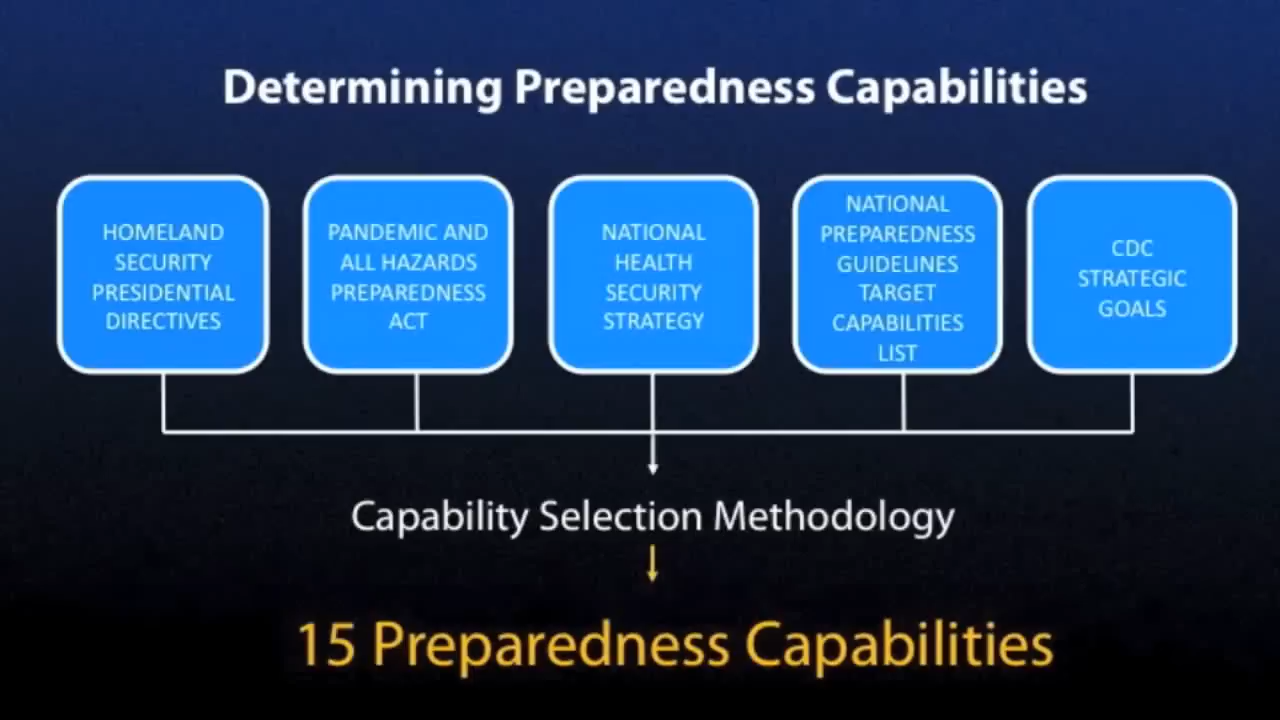 Determining Preparedness Capabilities
HOMELAND
SECURITY
PRESIDENTIAL
DIRECTIVES
PANDEMIC AND
ALL HAZARDS
PREPAREDNESS
ACT
NATIONAL
HEALTH
SECURITY
STRATEGY
NATIONAL
PREPAREDNESS
GUIDELINES
TARGET
CAPABILITIES
LIST
CDC
STRATEGIC
GOALS
Capability Selection Methodology
15 Preparedness Capabilities